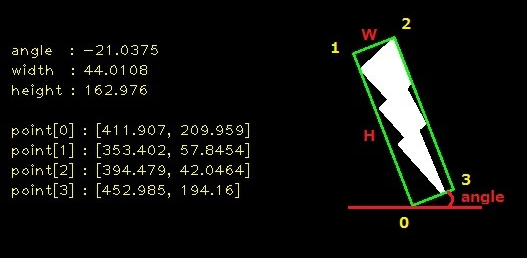 angle : -21.0375
width : 44.0108
height : 162.976
point[0] : [411.907, 209.959]
point[1] : [353.402, 57.8454]
point[2] : [394.479, 42.0464]
point[3] : [452.985, 194.16]
2
W
1
H
3
angle
0